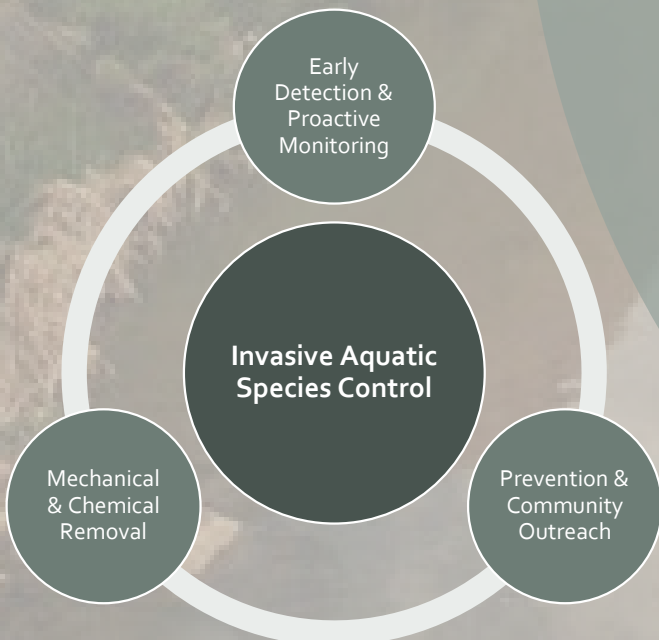 Early
Detection &
Proactive
Monitoring
Invasive Aquatic
Species Control
Mechanical
& Chemical
Removal
Prevention &
Community
Outreach